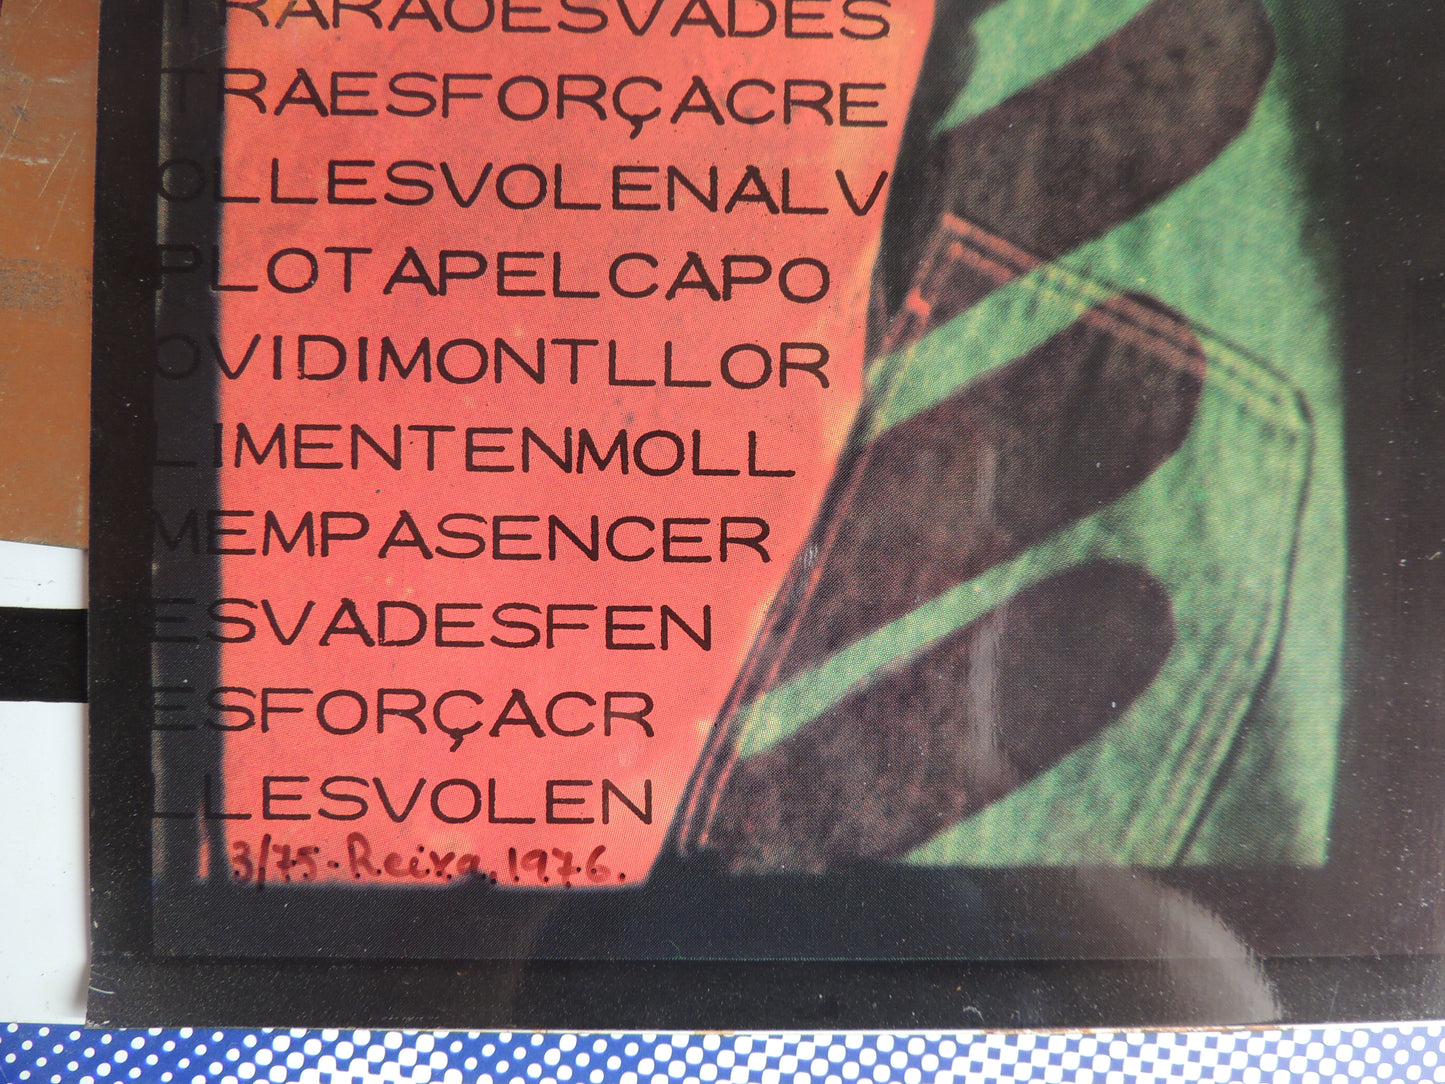 TRARAOESVADES
TRAESFORÇACRE
OLLESVOLENALV
PLOTAPELCAPO
OVIDIMONTLLOR
LIMENTENMOLL
MEMPASENCER
ESVADESFEN
ESFORÇACR
LLESVOLEN
3/75-Reixa, 1976.